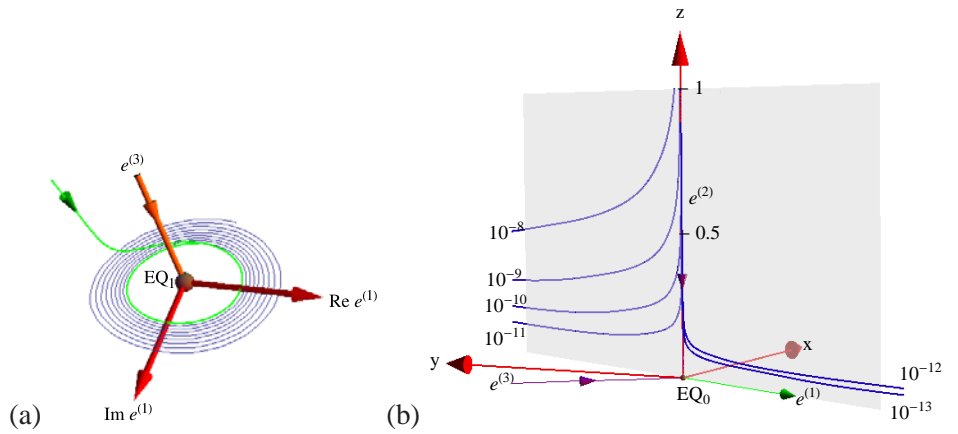 e⁽³⁾
EQ₁
Re e⁽¹⁾
Im e⁽¹⁾
(a)
z
1
e⁽²⁾
0.5
10⁻⁸
10⁻⁹
10⁻¹⁰
10⁻¹¹
x
y
e⁽³⁾
EQ₀
e⁽¹⁾
10⁻¹²
10⁻¹³
(b)